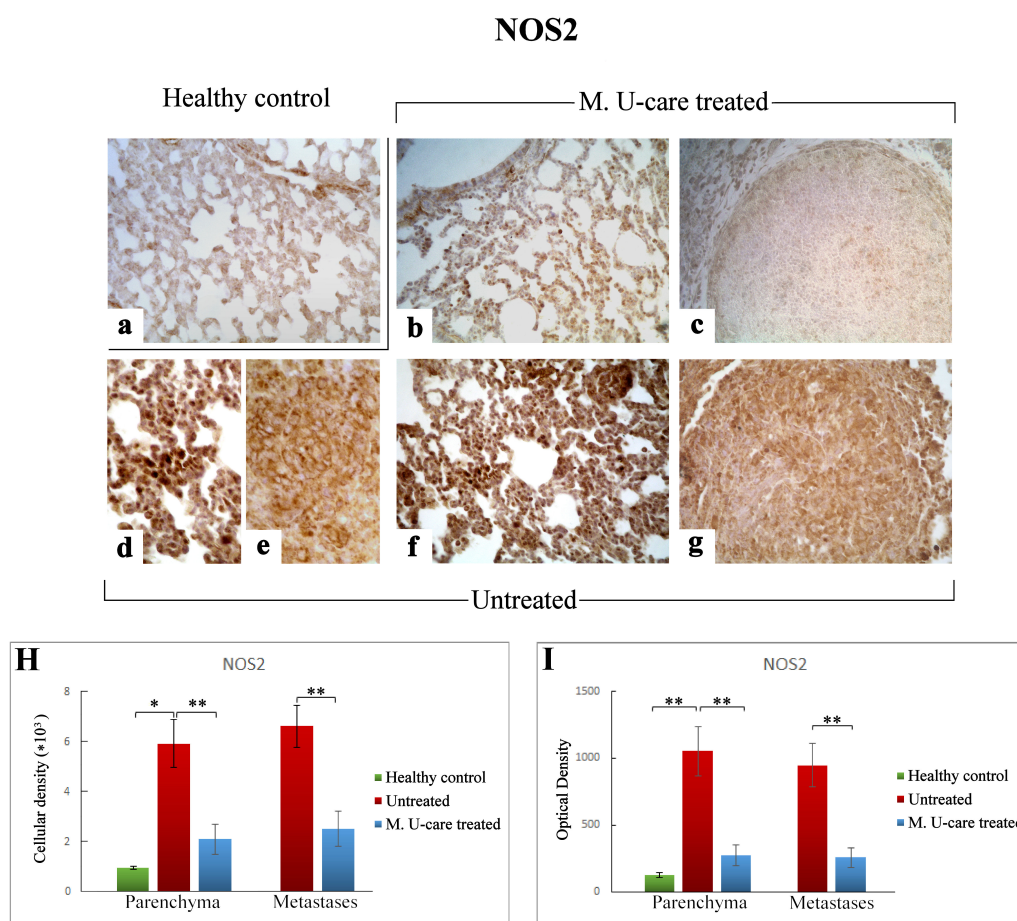 NOS2
Healthy control
M. U-care treated
a
b
c
d
e
f
g
Untreated
H
NOS2
Cellular density (*10³)
8
6
4
2
0
*
**
**
Parenchyma
Metastases
Healthy control
Untreated
M. U-care treated
I
NOS2
Optical Density
1500
1000
500
0
**
**
**
Parenchyma
Metastases
Healthy control
Untreated
M. U-care treated